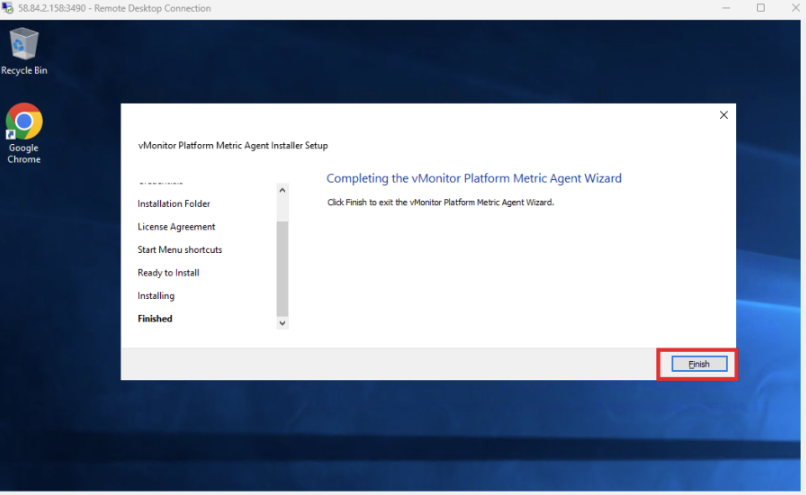 58.84.2.158:3490 - Remote Desktop Connection
Recycle Bin
Google
Chrome
vMonitor Platform Metric Agent Installer Setup
Installation Folder
License Agreement
Start Menu shortcuts
Ready to Install
Installing
Finished
Completing the vMonitor Platform Metric Agent Wizard
Click Finish to exit the vMonitor Platform Metric Agent Wizard.
Finish